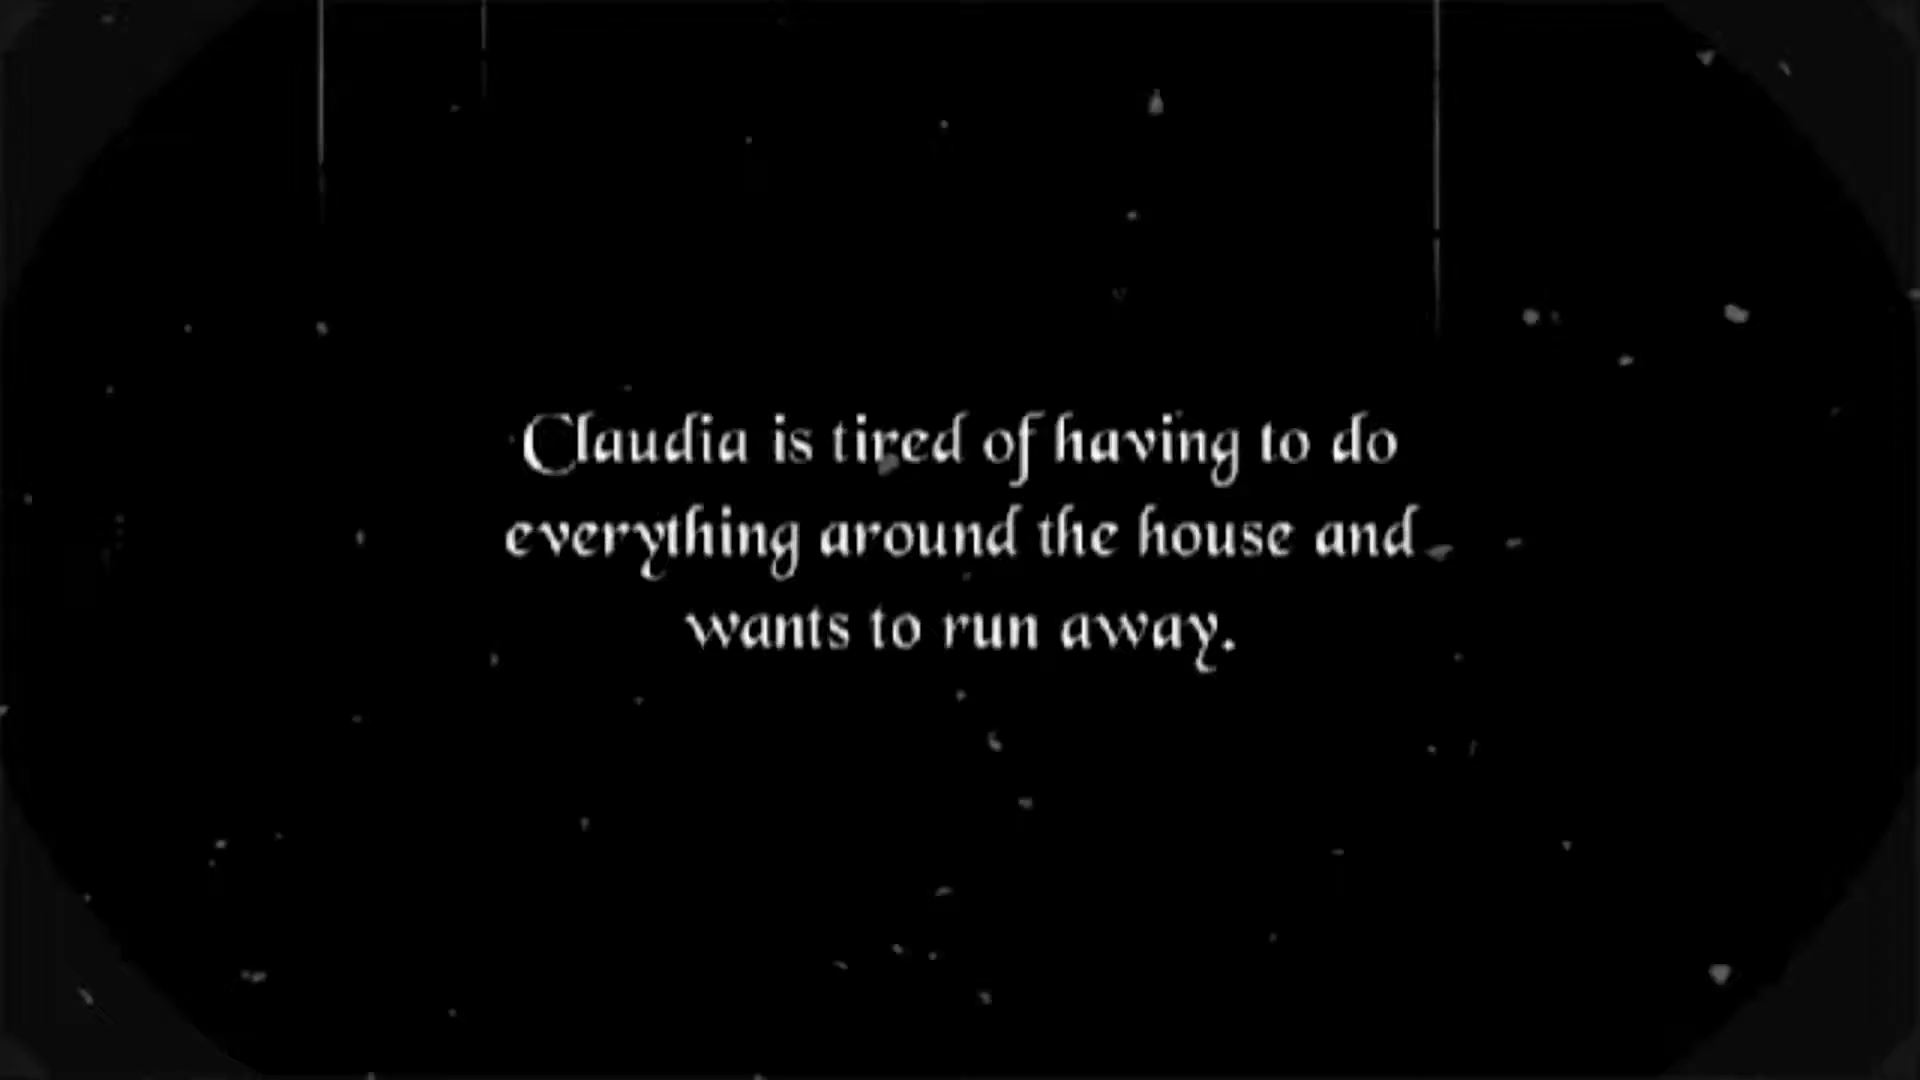 Claudia is tired of having to do
everything around the house and
wants to run away.